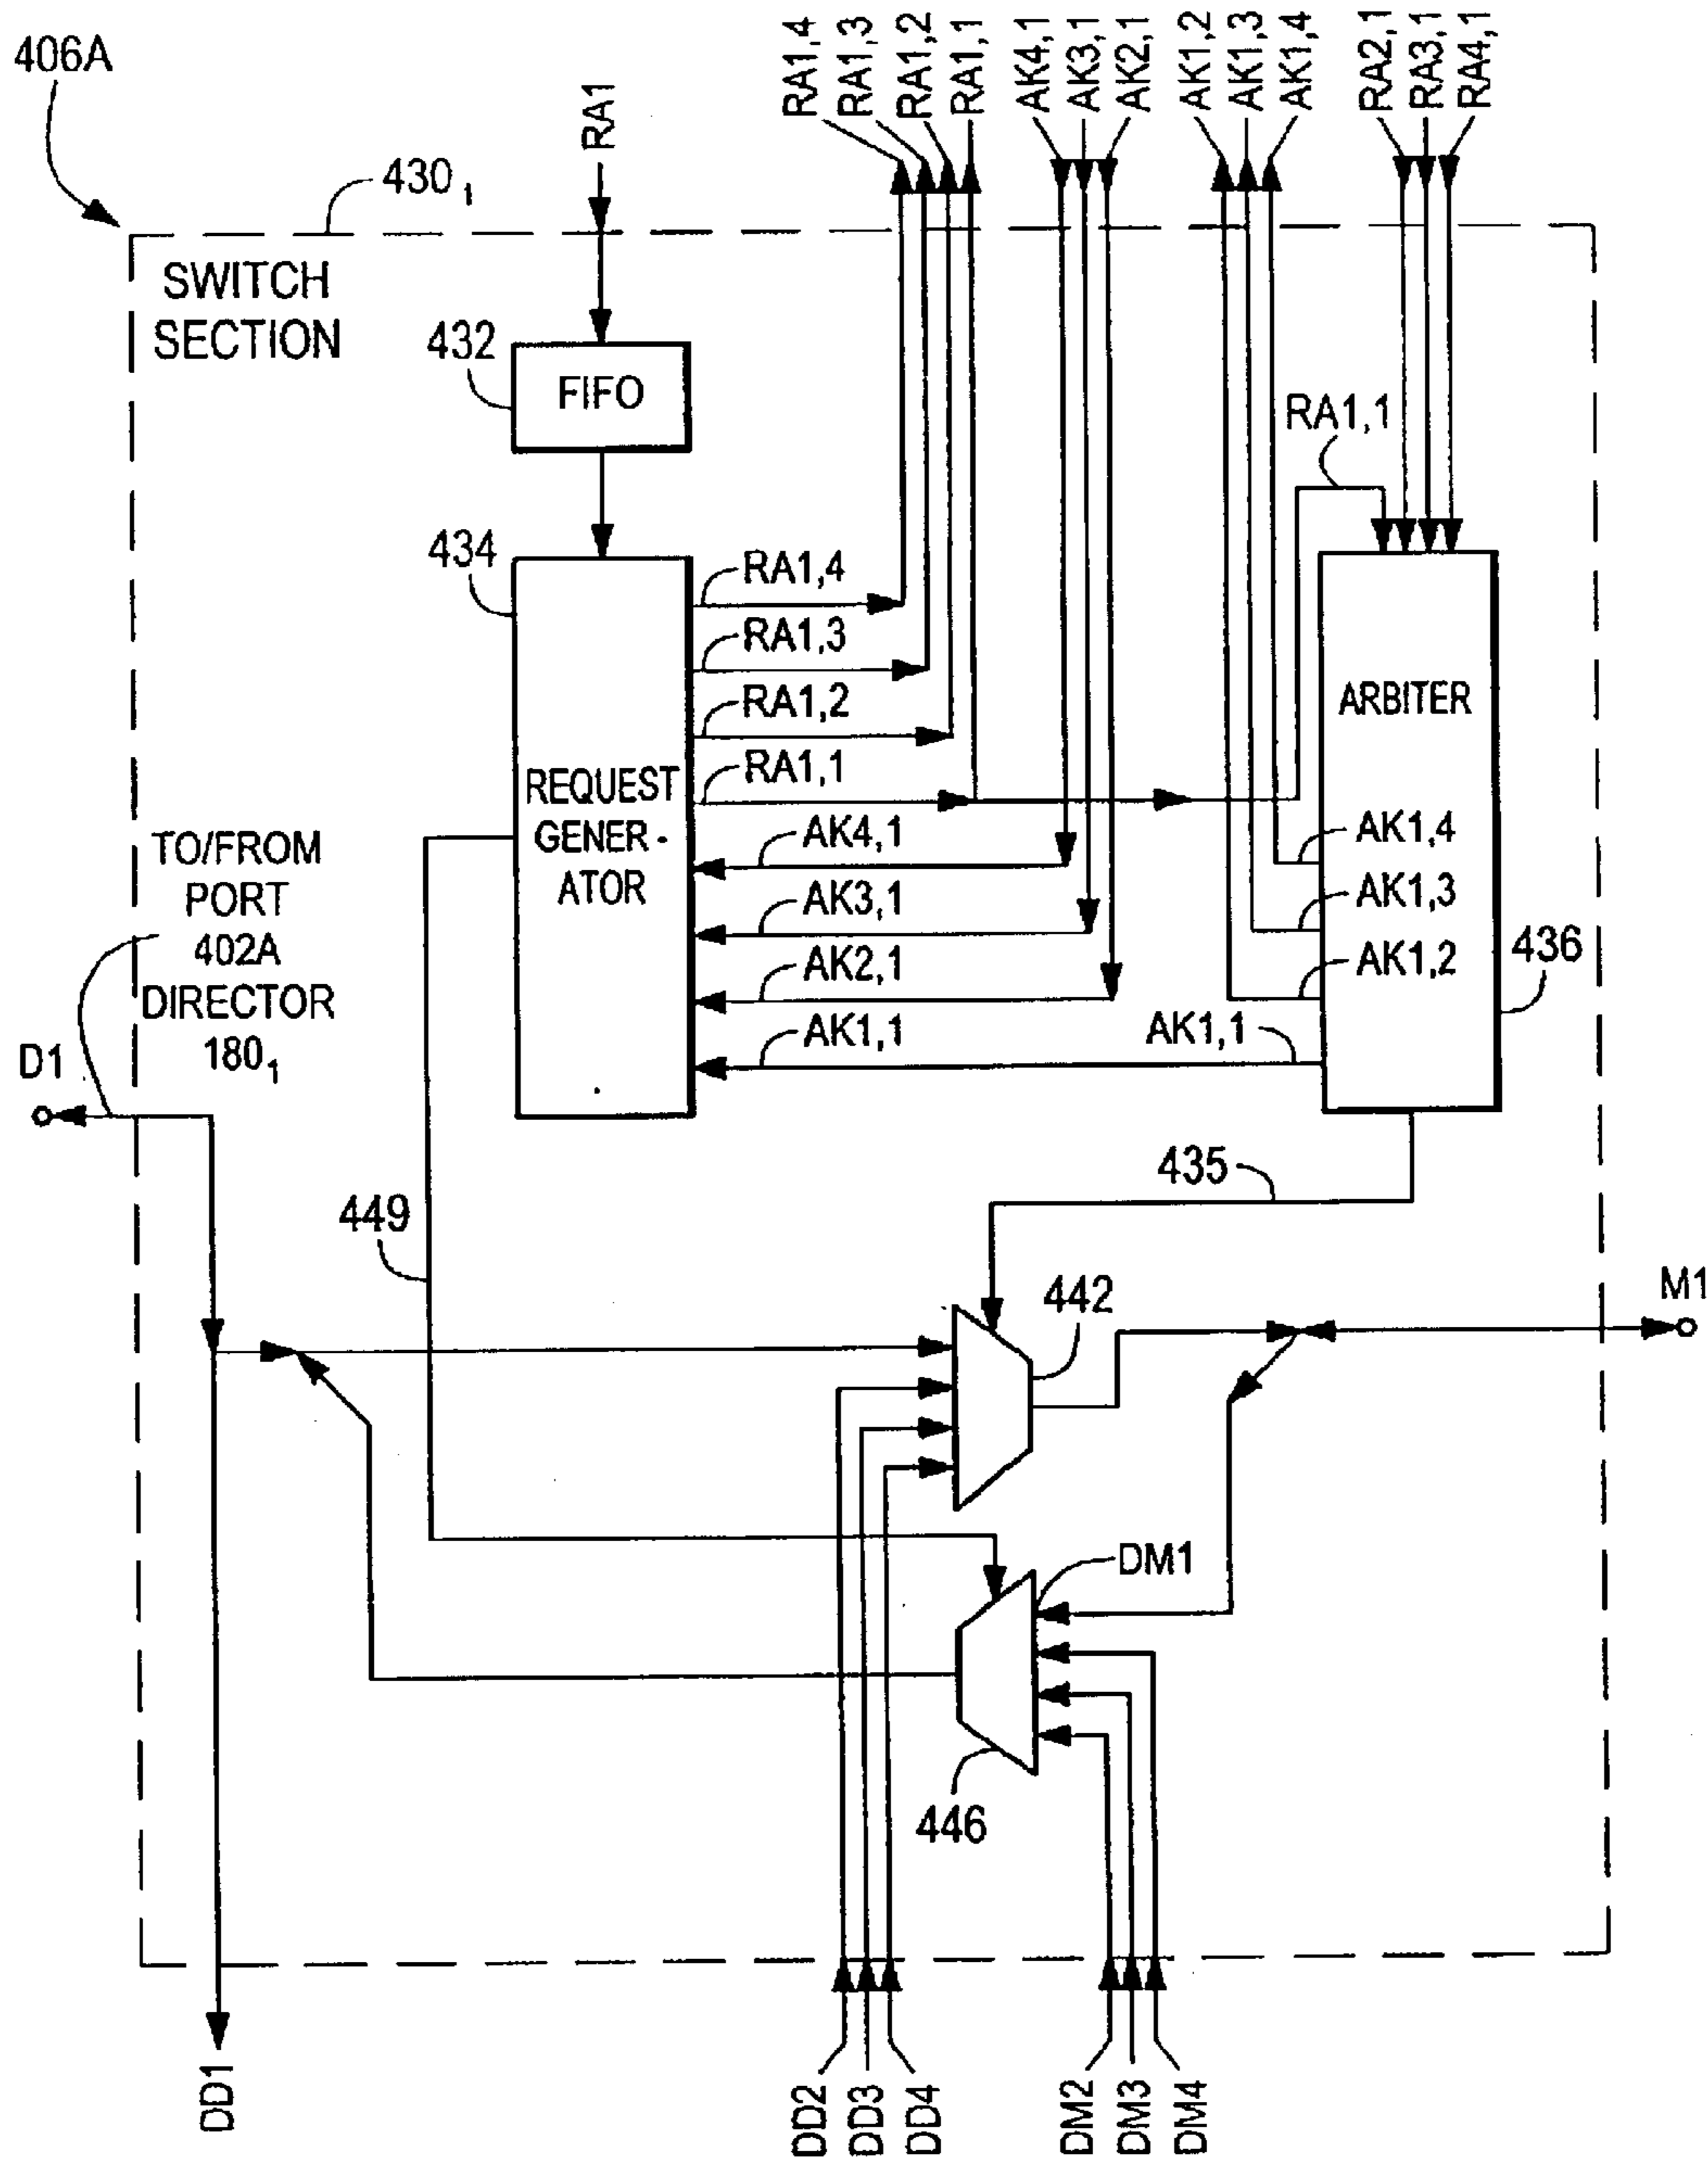 406A
RA1
RA1,4
RA1,3
RA1,2
RA1,1
AK4,1
AK3,1
AK2,1
AK1,2
AK1,3
AK1,4
RA2,1
RA3,1
RA4,1
430₁
SWITCH
SECTION
432
FIFO
RA1,1
434
RA1,4
RA1,3
RA1,2
RA1,1
REQUEST
GENER-
ATOR
ARBITER
AK4,1
AK3,1
AK2,1
AK1,1
AK1,4
AK1,3
AK1,2
AK1,1
436
TO/FROM
PORT
402A
DIRECTOR
180₁
D1
435
449
442
M1
DM1
446
DD1
DD2
DD3
DD4
DM2
DM3
DM4